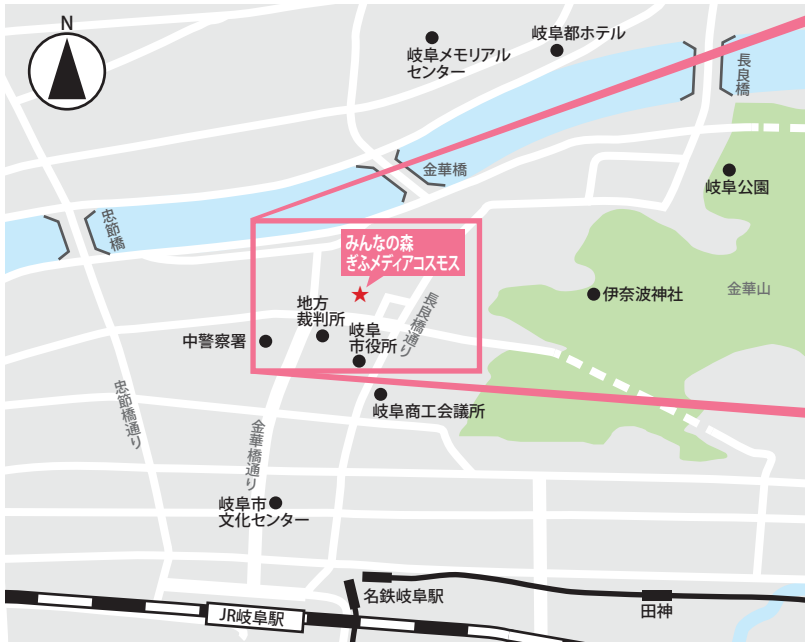 N
岐阜メモリアル
センター
岐阜都ホテル
長良橋
金華橋
岐阜公園
忠節橋
みんなの森
ぎふメディアコスモス
長良橋通り
伊奈波神社
金華山
地方
裁判所
中警察署
岐阜
市役所
忠節橋通り
岐阜商工会議所
金華橋通り
岐阜市
文化センター
名鉄岐阜駅
田神
JR岐阜駅